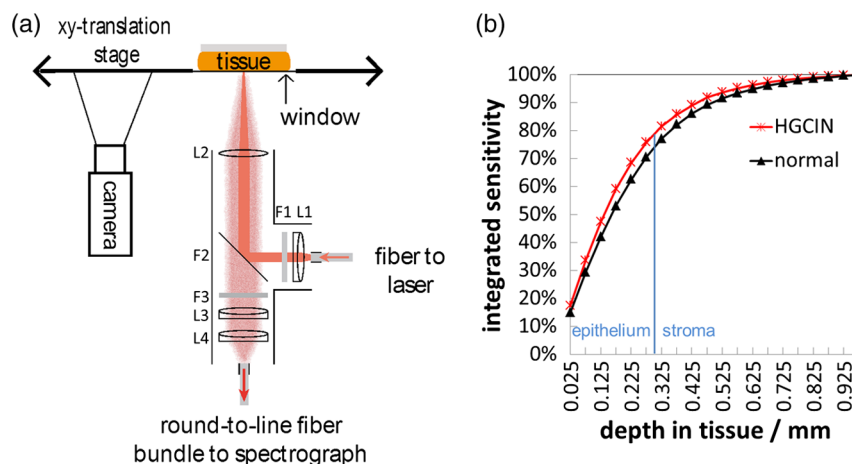 (a)
xy-translation
stage
tissue
window
camera
L2
F1 L1
F2
fiber to
laser
F3
L3
L4
round-to-line fiber
bundle to spectrograph
(b)
integrated sensitivity
100%
90%
80%
70%
60%
50%
40%
30%
20%
10%
0%
HGCIN
normal
epithelium
stroma
0.025
0.125
0.225
0.325
0.425
0.525
0.625
0.725
0.825
0.925
depth in tissue / mm